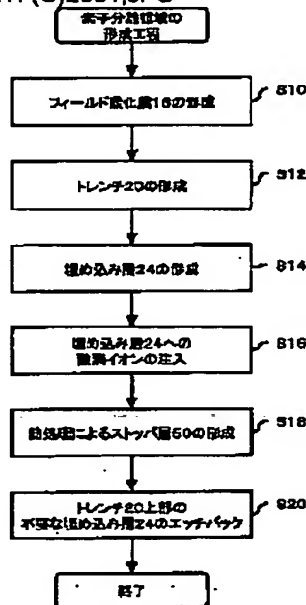 素子分離領域の
形成工程
フィールド酸化膜16の形成
S10
トレンチ20の形成
S12
埋め込み層24の形成
S14
埋め込み層24への
酸素イオンの注入
S16
熱処理によるストッパ層50の形成
S18
トレンチ20上部の
不要な埋め込み層24のエッチバック
S20
終了